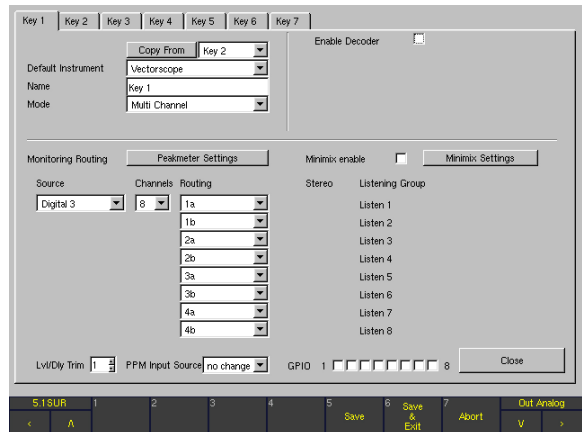 Key 1 Key 2 Key 3 Key 4 Key 5 Key 6 Key 7
Copy From Key 2 Enable Decoder
Default Instrument Vectorscope
Name Key 1
Mode Multi Channel
Monitoring Routing Peakmeter Settings Minimix enable Minimix Settings
Source Channels Routing Stereo Listening Group
Digital 3 8 1a Listen 1
1b Listen 2
2a Listen 3
2b Listen 4
3a Listen 5
3b Listen 6
4a Listen 7
4b Listen 8
Lvl/Dly Trim 1 PPM Input Source no change GPIO 1 8 Close
5.1SUR 1 2 3 4 5 Save 6 Save & Exit 7 Abort Out Analog
< Λ V >